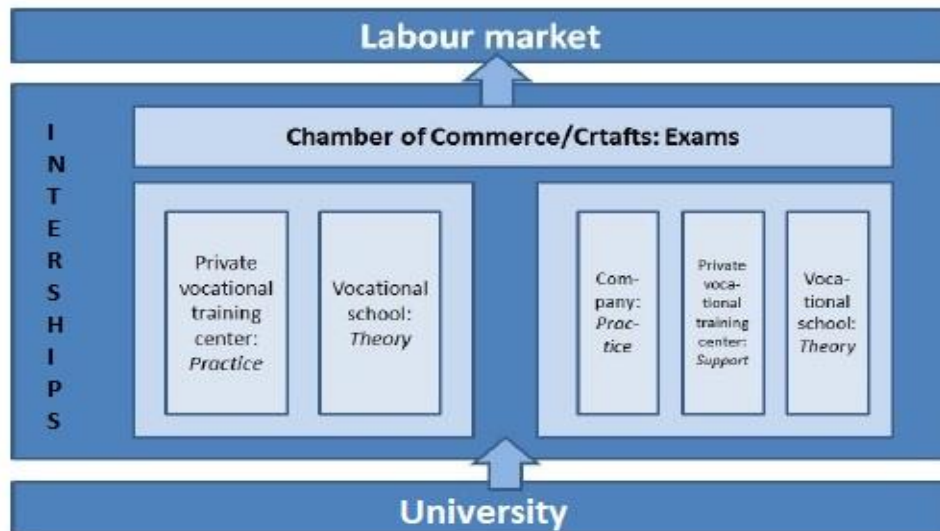 Labour market
INTERSHIPS
Chamber of Commerce/Crtafts: Exams
Private
vocational
training
center:
Practice
Vocational
school:
Theory
Com-
pany:
Prac-
tice
Private
voca-
tional
training
center:
Support
Voca-
tional
school:
Theory
University